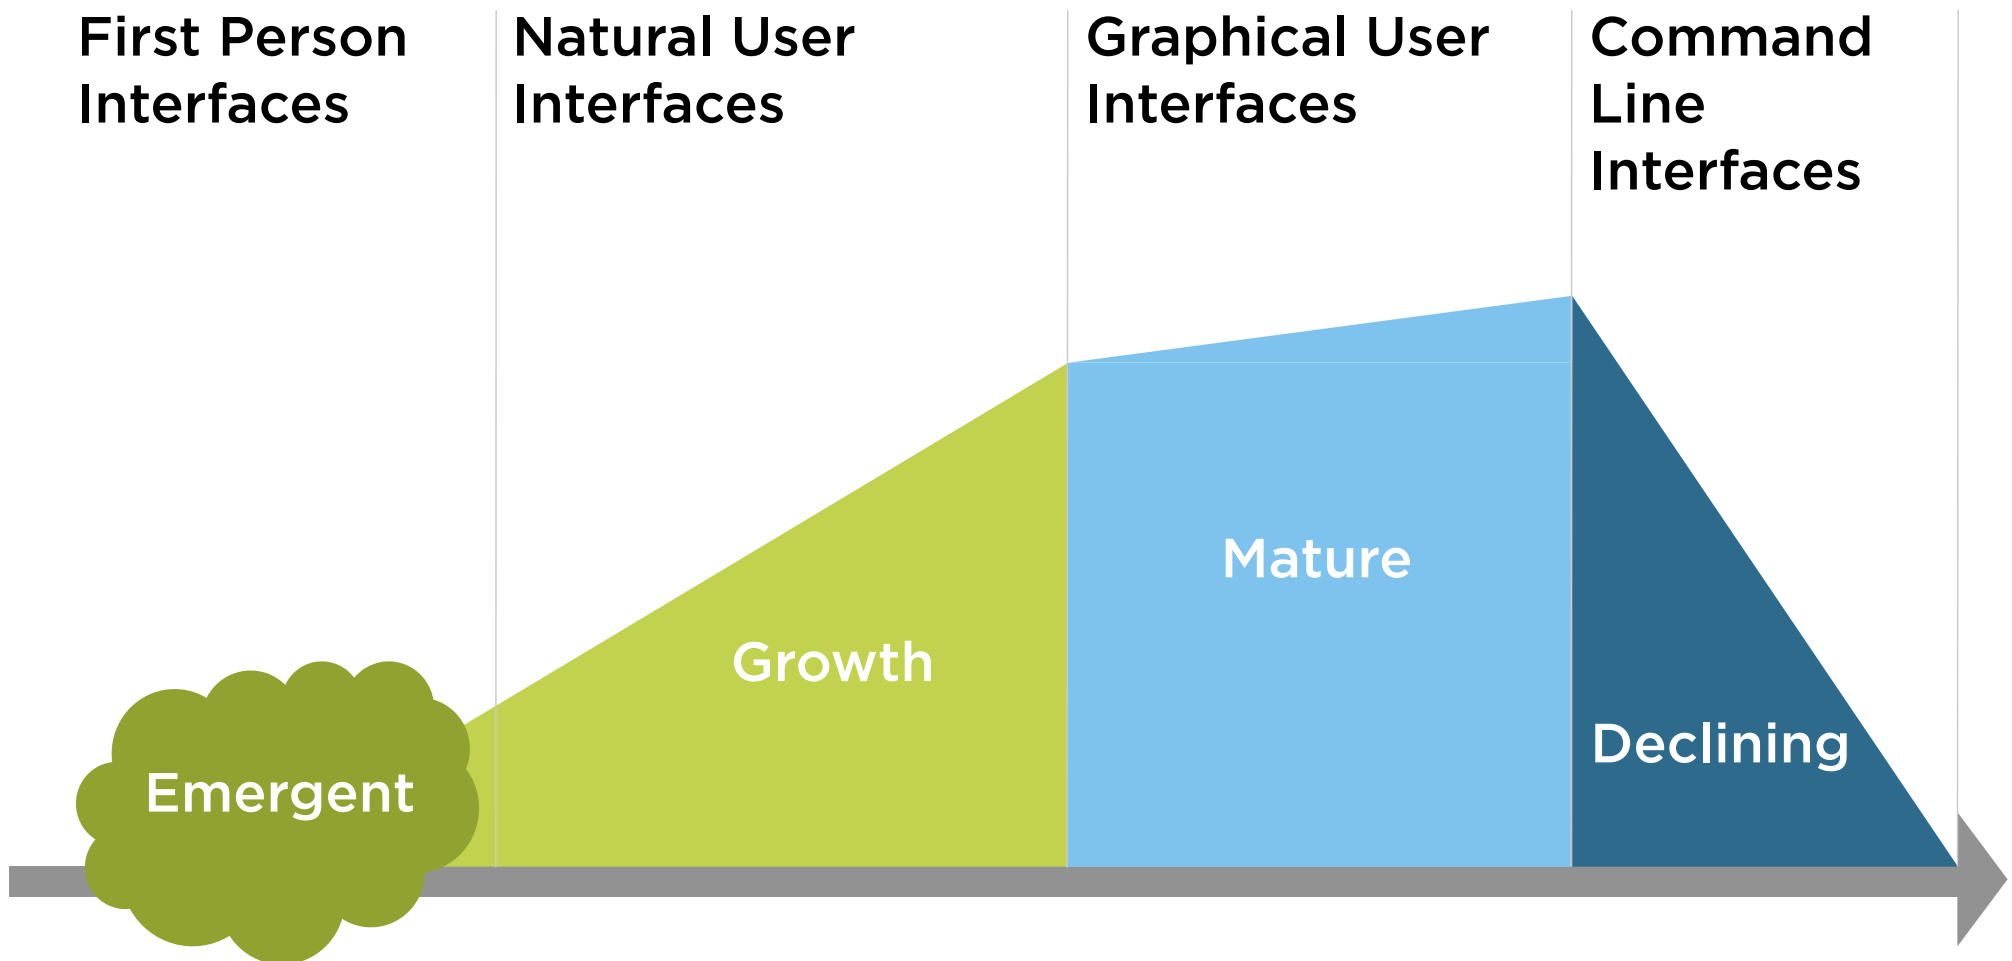 First Person
Interfaces
Natural User
Interfaces
Graphical User
Interfaces
Command
Line
Interfaces
Emergent
Growth
Mature
Declining